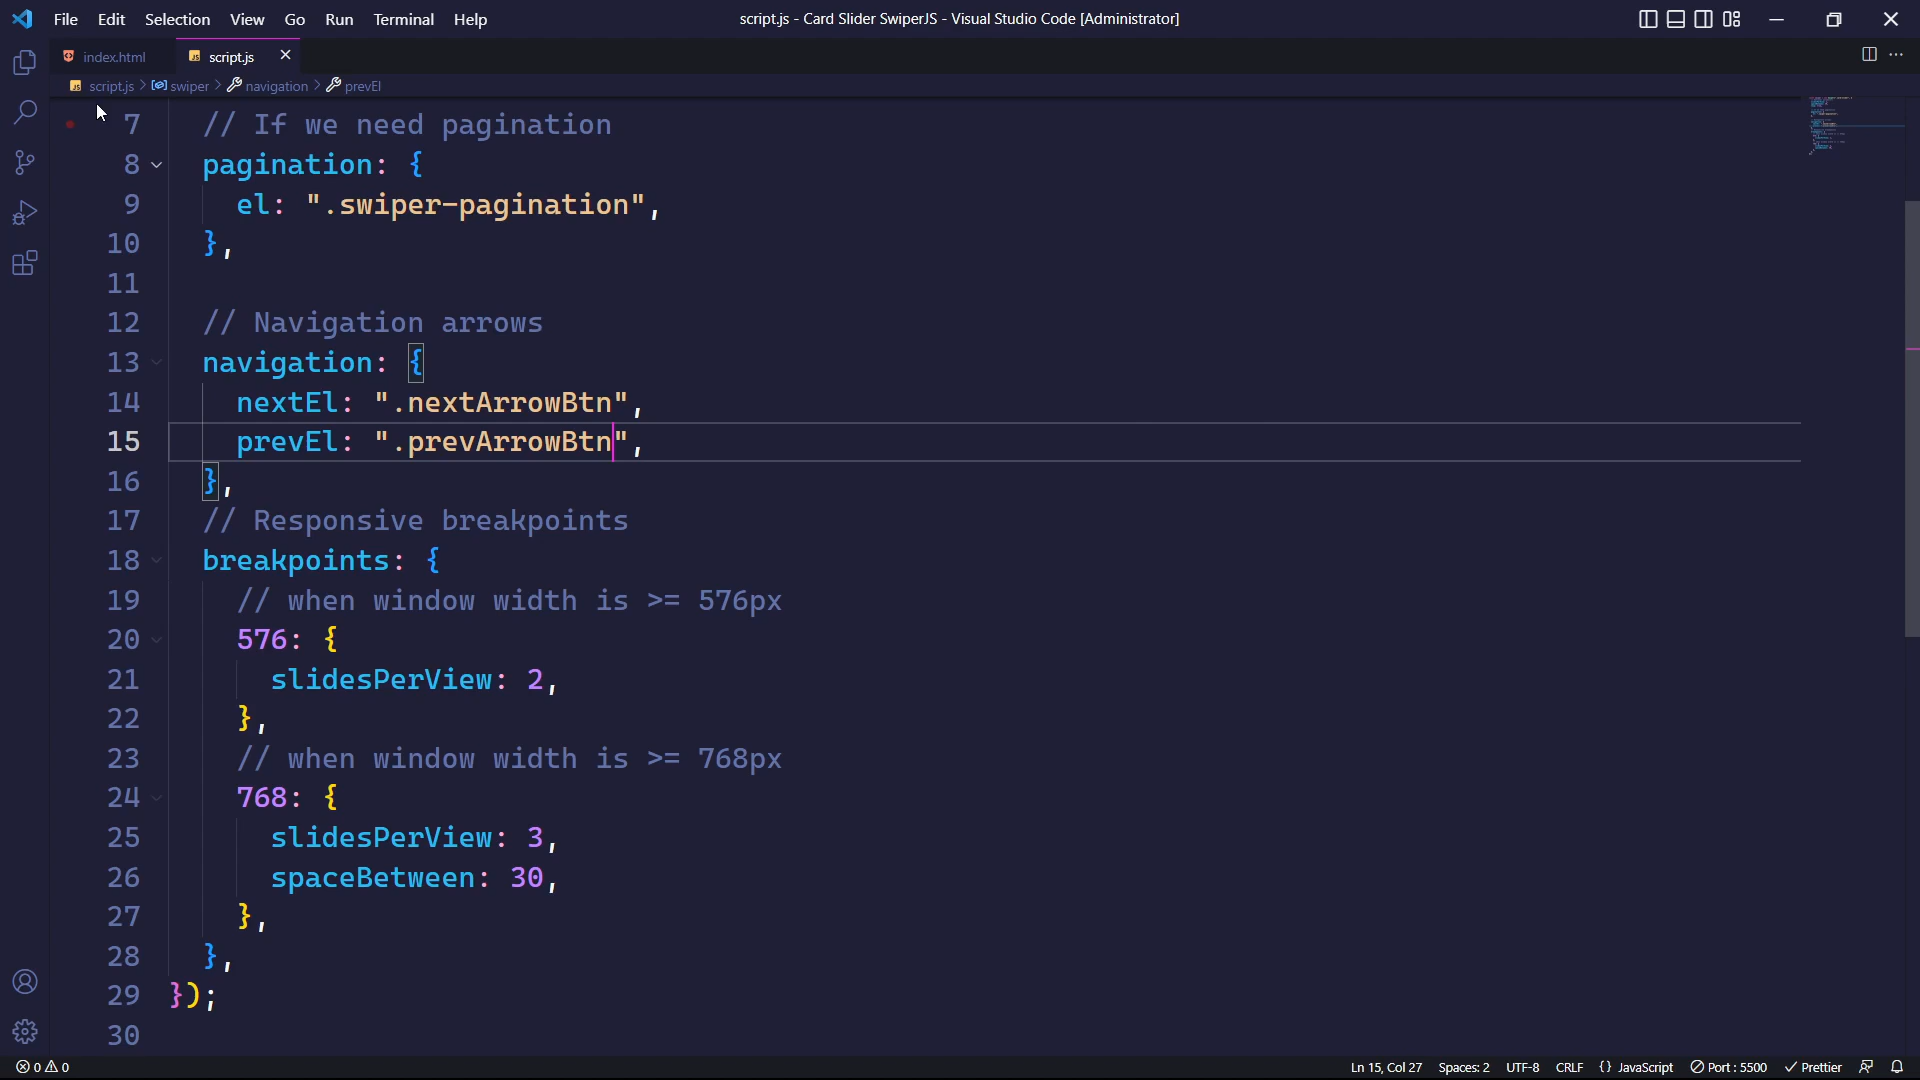 File Edit Selection View Go Run Terminal Help script.js - Card Slider SwiperJS - Visual Studio Code [Administrator]
index.html script.js
script.js > swiper > navigation > prevEl
7 // If we need pagination
8 pagination: {
9 el: ".swiper-pagination",
10 },
11
12 // Navigation arrows
13 navigation: {
14 nextEl: ".nextArrowBtn",
15 prevEl: ".prevArrowBtn",
16 },
17 // Responsive breakpoints
18 breakpoints: {
19 // when window width is >= 576px
20 576: {
21 slidesPerView: 2,
22 },
23 // when window width is >= 768px
24 768: {
25 slidesPerView: 3,
26 spaceBetween: 30,
27 },
28 },
29 });
30
0 0 Ln 15, Col 27 Spaces: 2 UTF-8 CRLF {} JavaScript Port : 5500 Prettier